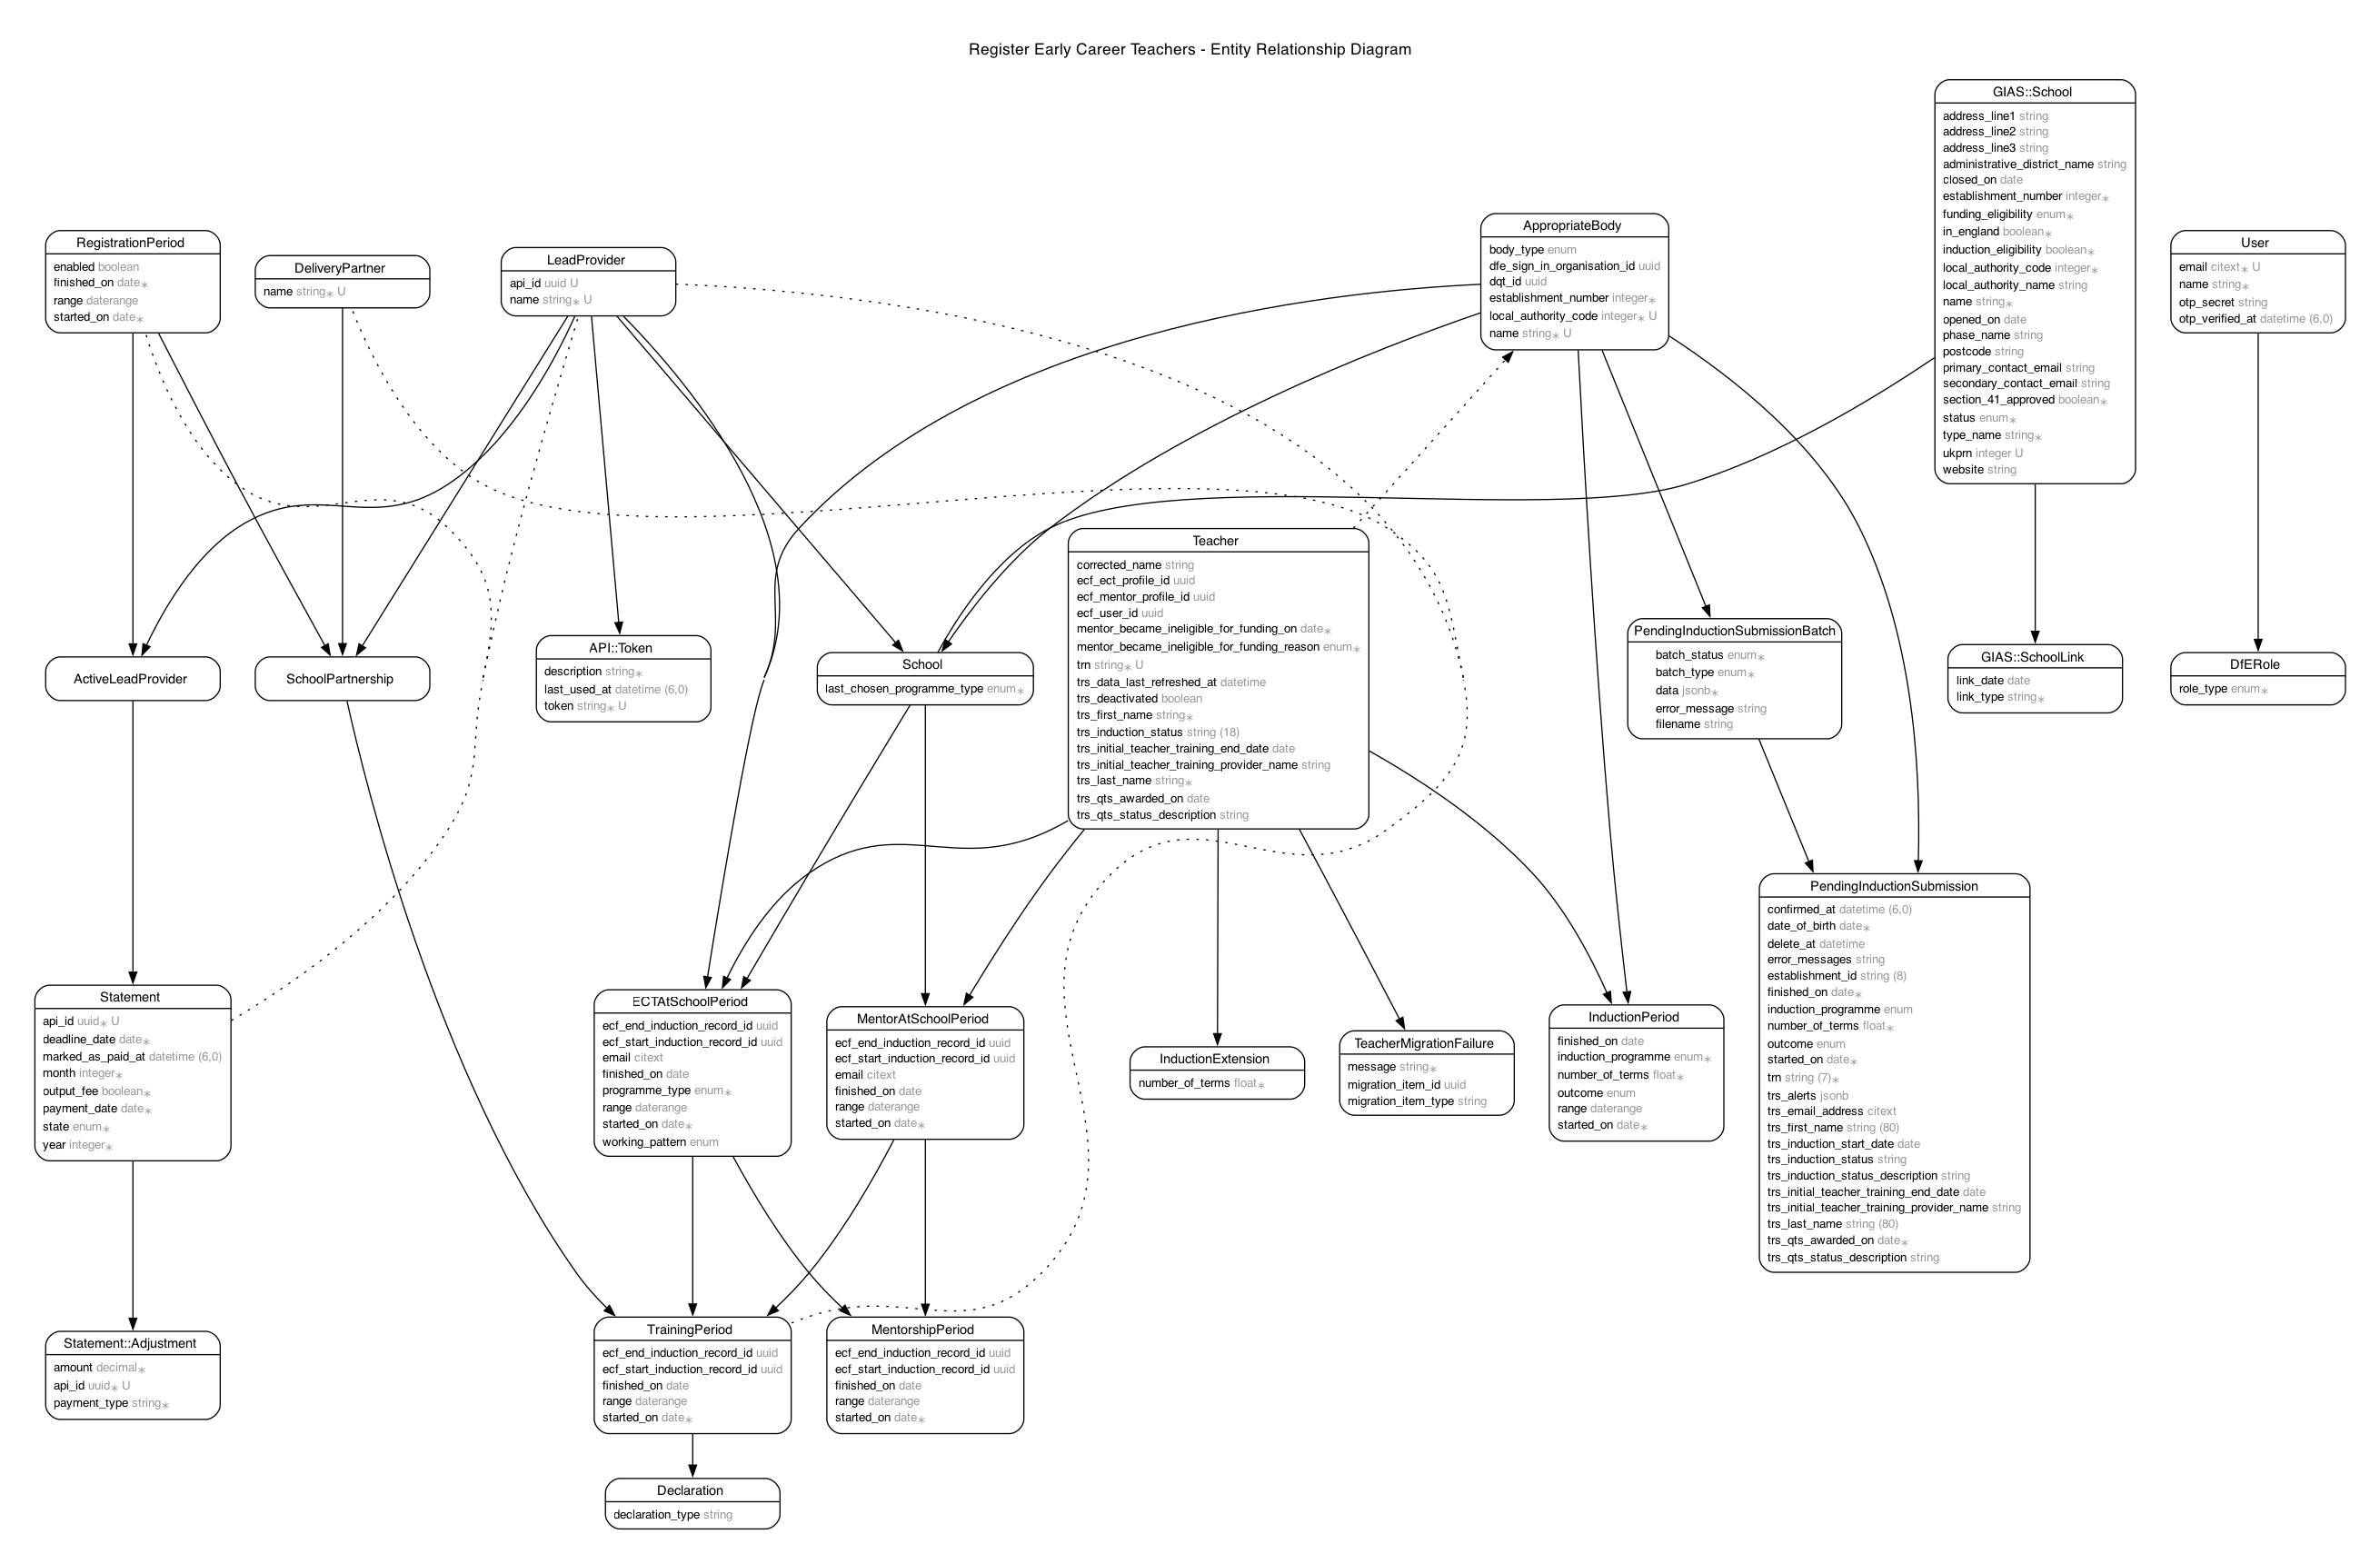 Register Early Career Teachers - Entity Relationship Diagram
RegistrationPeriod
enabled boolean
finished_on date∗
range daterange
started_on date∗
DeliveryPartner
name string∗ U
LeadProvider
api_id uuid U
name string∗ U
AppropriateBody
body_type enum
dfe_sign_in_organisation_id uuid
dqt_id uuid
establishment_number integer∗
local_authority_code integer∗ U
name string∗ U
GIAS::School
address_line1 string
address_line2 string
address_line3 string
administrative_district_name string
closed_on date
establishment_number integer∗
funding_eligibility enum∗
in_england boolean∗
induction_eligibility boolean∗
local_authority_code integer∗
local_authority_name string
name string∗
opened_on date
phase_name string
postcode string
primary_contact_email string
secondary_contact_email string
section_41_approved boolean∗
status enum∗
type_name string∗
ukprn integer U
website string
User
email citext∗ U
name string∗
otp_secret string
otp_verified_at datetime (6,0)
ActiveLeadProvider
SchoolPartnership
API::Token
description string∗
last_used_at datetime (6,0)
token string∗ U
School
last_chosen_programme_type enum∗
Teacher
corrected_name string
ecf_ect_profile_id uuid
ecf_mentor_profile_id uuid
ecf_user_id uuid
mentor_became_ineligible_for_funding_on date∗
mentor_became_ineligible_for_funding_reason enum∗
trn string∗ U
trs_data_last_refreshed_at datetime
trs_deactivated boolean
trs_first_name string∗
trs_induction_status string (18)
trs_initial_teacher_training_end_date date
trs_initial_teacher_training_provider_name string
trs_last_name string∗
trs_qts_awarded_on date
trs_qts_status_description string
PendingInductionSubmissionBatch
batch_status enum∗
batch_type enum∗
data jsonb∗
error_message string
filename string
GIAS::SchoolLink
link_date date
link_type string∗
DfERole
role_type enum∗
Statement
api_id uuid∗ U
deadline_date date∗
marked_as_paid_at datetime (6,0)
month integer∗
output_fee boolean∗
payment_date date∗
state enum∗
year integer∗
ECTAtSchoolPeriod
ecf_end_induction_record_id uuid
ecf_start_induction_record_id uuid
email citext
finished_on date
programme_type enum∗
range daterange
started_on date∗
working_pattern enum
MentorAtSchoolPeriod
ecf_end_induction_record_id uuid
ecf_start_induction_record_id uuid
email citext
finished_on date
range daterange
started_on date∗
InductionExtension
number_of_terms float∗
TeacherMigrationFailure
message string∗
migration_item_id uuid
migration_item_type string
InductionPeriod
finished_on date
induction_programme enum∗
number_of_terms float∗
outcome enum
range daterange
started_on date∗
PendingInductionSubmission
confirmed_at datetime (6,0)
date_of_birth date∗
delete_at datetime
error_messages string
establishment_id string (8)
finished_on date∗
induction_programme enum
number_of_terms float∗
outcome enum
started_on date∗
trn string (7)∗
trs_alerts jsonb
trs_email_address citext
trs_first_name string (80)
trs_induction_start_date date
trs_induction_status string
trs_induction_status_description string
trs_initial_teacher_training_end_date date
trs_initial_teacher_training_provider_name string
trs_last_name string (80)
trs_qts_awarded_on date∗
trs_qts_status_description string
Statement::Adjustment
amount decimal∗
api_id uuid∗ U
payment_type string∗
TrainingPeriod
ecf_end_induction_record_id uuid
ecf_start_induction_record_id uuid
finished_on date
range daterange
started_on date∗
MentorshipPeriod
ecf_end_induction_record_id uuid
ecf_start_induction_record_id uuid
finished_on date
range daterange
started_on date∗
Declaration
declaration_type string